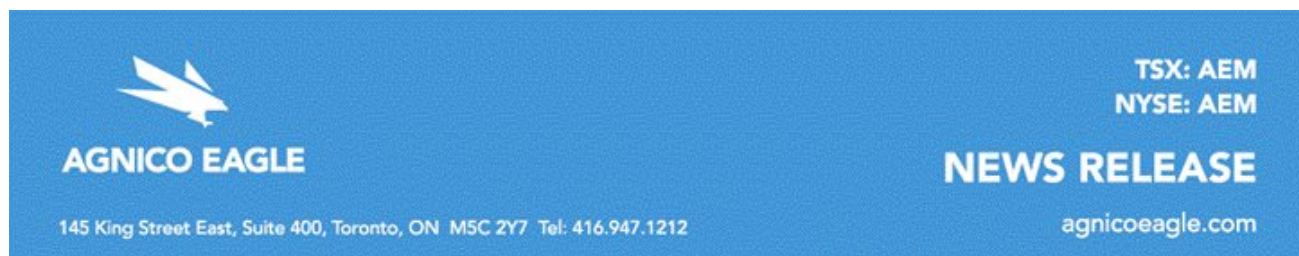 TSX: AEM
NYSE: AEM
AGNICO EAGLE
NEWS RELEASE
145 King Street East, Suite 400, Toronto, ON M5C 2Y7 Tel: 416.947.1212
agnicoeagle.com